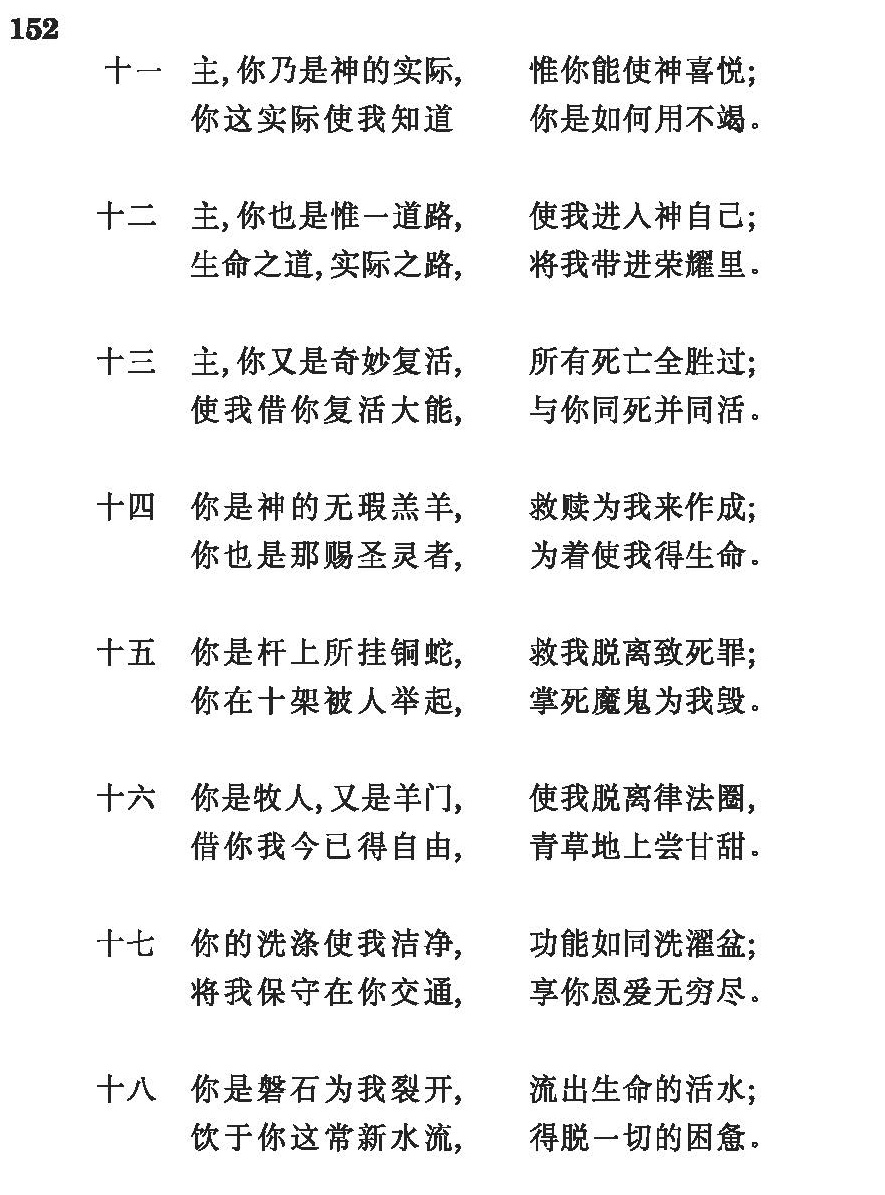 152
十一 主,你乃是神的实际, 惟你能使神喜悦;
你这实际使我知道 你是如何用不竭。
十二 主,你也是惟一道路, 使我进入神自己;
生命之道,实际之路, 将我带进荣耀里。
十三 主,你又是奇妙复活, 所有死亡全胜过;
使我借你复活大能, 与你同死并同活。
十四 你是神的无瑕羔羊, 救赎为我来作成;
你也是那赐圣灵者, 为着使我得生命。
十五 你是杆上所挂铜蛇, 救我脱离致死罪;
你在十架被人举起, 掌死魔鬼为我毁。
十六 你是牧人,又是羊门, 使我脱离律法圈,
借你我今已得自由, 青草地上尝甘甜。
十七 你的洗涤使我洁净, 功能如同洗濯盆;
将我保守在你交通, 享你恩爱无穷尽。
十八 你是磐石为我裂开, 流出生命的活水;
饮于你这常新水流, 得脱一切的困惫。